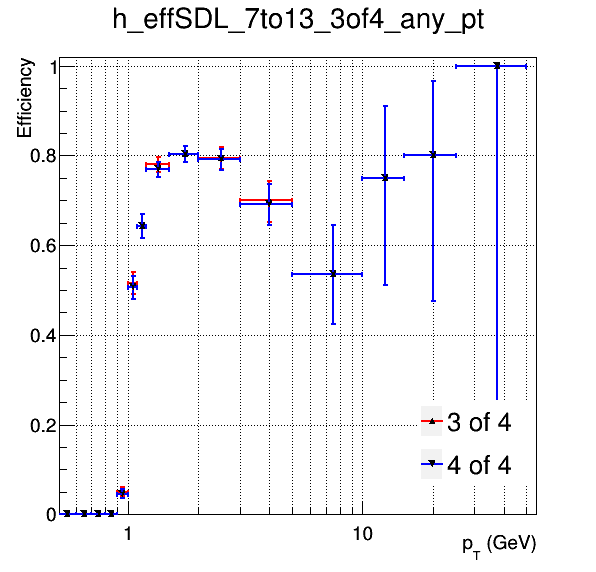 h_effSDL_7to13_3of4_any_pt
Efficiency
1
0.8
0.6
0.4
0.2
0
3 of 4
4 of 4
1
10
p_T (GeV)